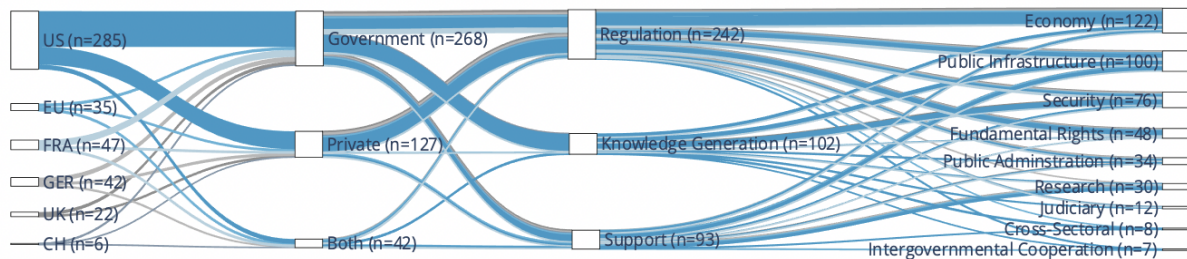 US (n=285)
EU (n=35)
FRA (n=47)
GER (n=42)
UK (n=22)
CH (n=6)
Government (n=268)
Private (n=127)
Both (n=42)
Regulation (n=242)
Knowledge Generation (n=102)
Support (n=93)
Economy (n=122)
Public Infrastructure (n=100)
Security (n=76)
Fundamental Rights (n=48)
Public Adminstration (n=34)
Research (n=30)
Judiciary (n=12)
Cross-Sectoral (n=8)
Intergovernmental Cooperation (n=7)